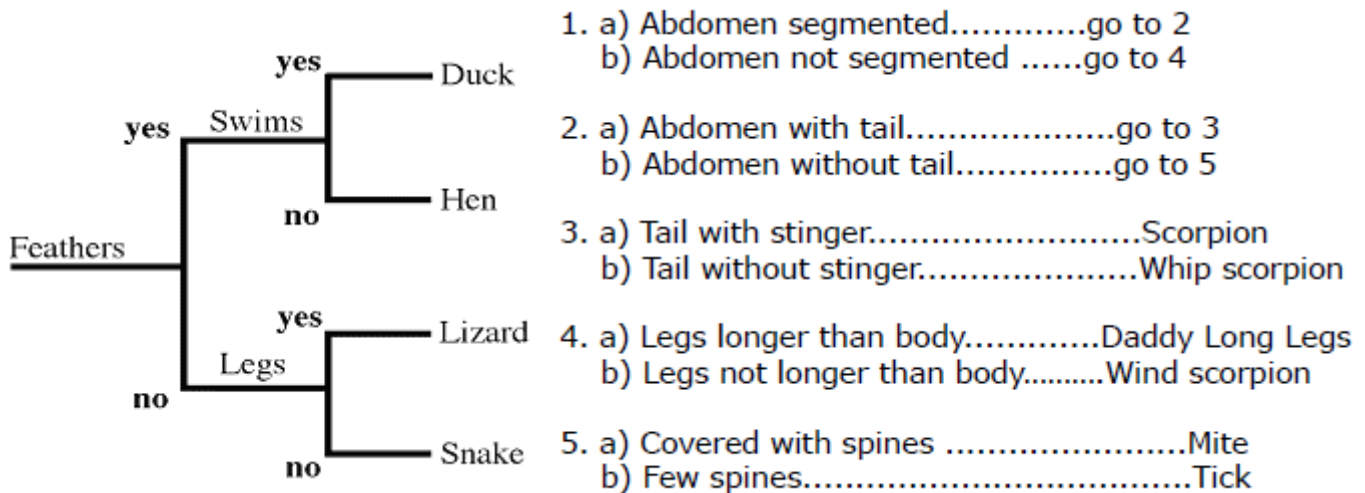 yes
Duck
yes
Swims
no
Hen
Feathers
yes
Lizard
Legs
no
no
Snake
1. a) Abdomen segmented.............go to 2
b) Abdomen not segmented ......go to 4
2. a) Abdomen with tail....................go to 3
b) Abdomen without tail...............go to 5
3. a) Tail with stinger..........................Scorpion
b) Tail without stinger.....................Whip scorpion
4. a) Legs longer than body.............Daddy Long Legs
b) Legs not longer than body..........Wind scorpion
5. a) Covered with spines .......................Mite
b) Few spines.....................................Tick